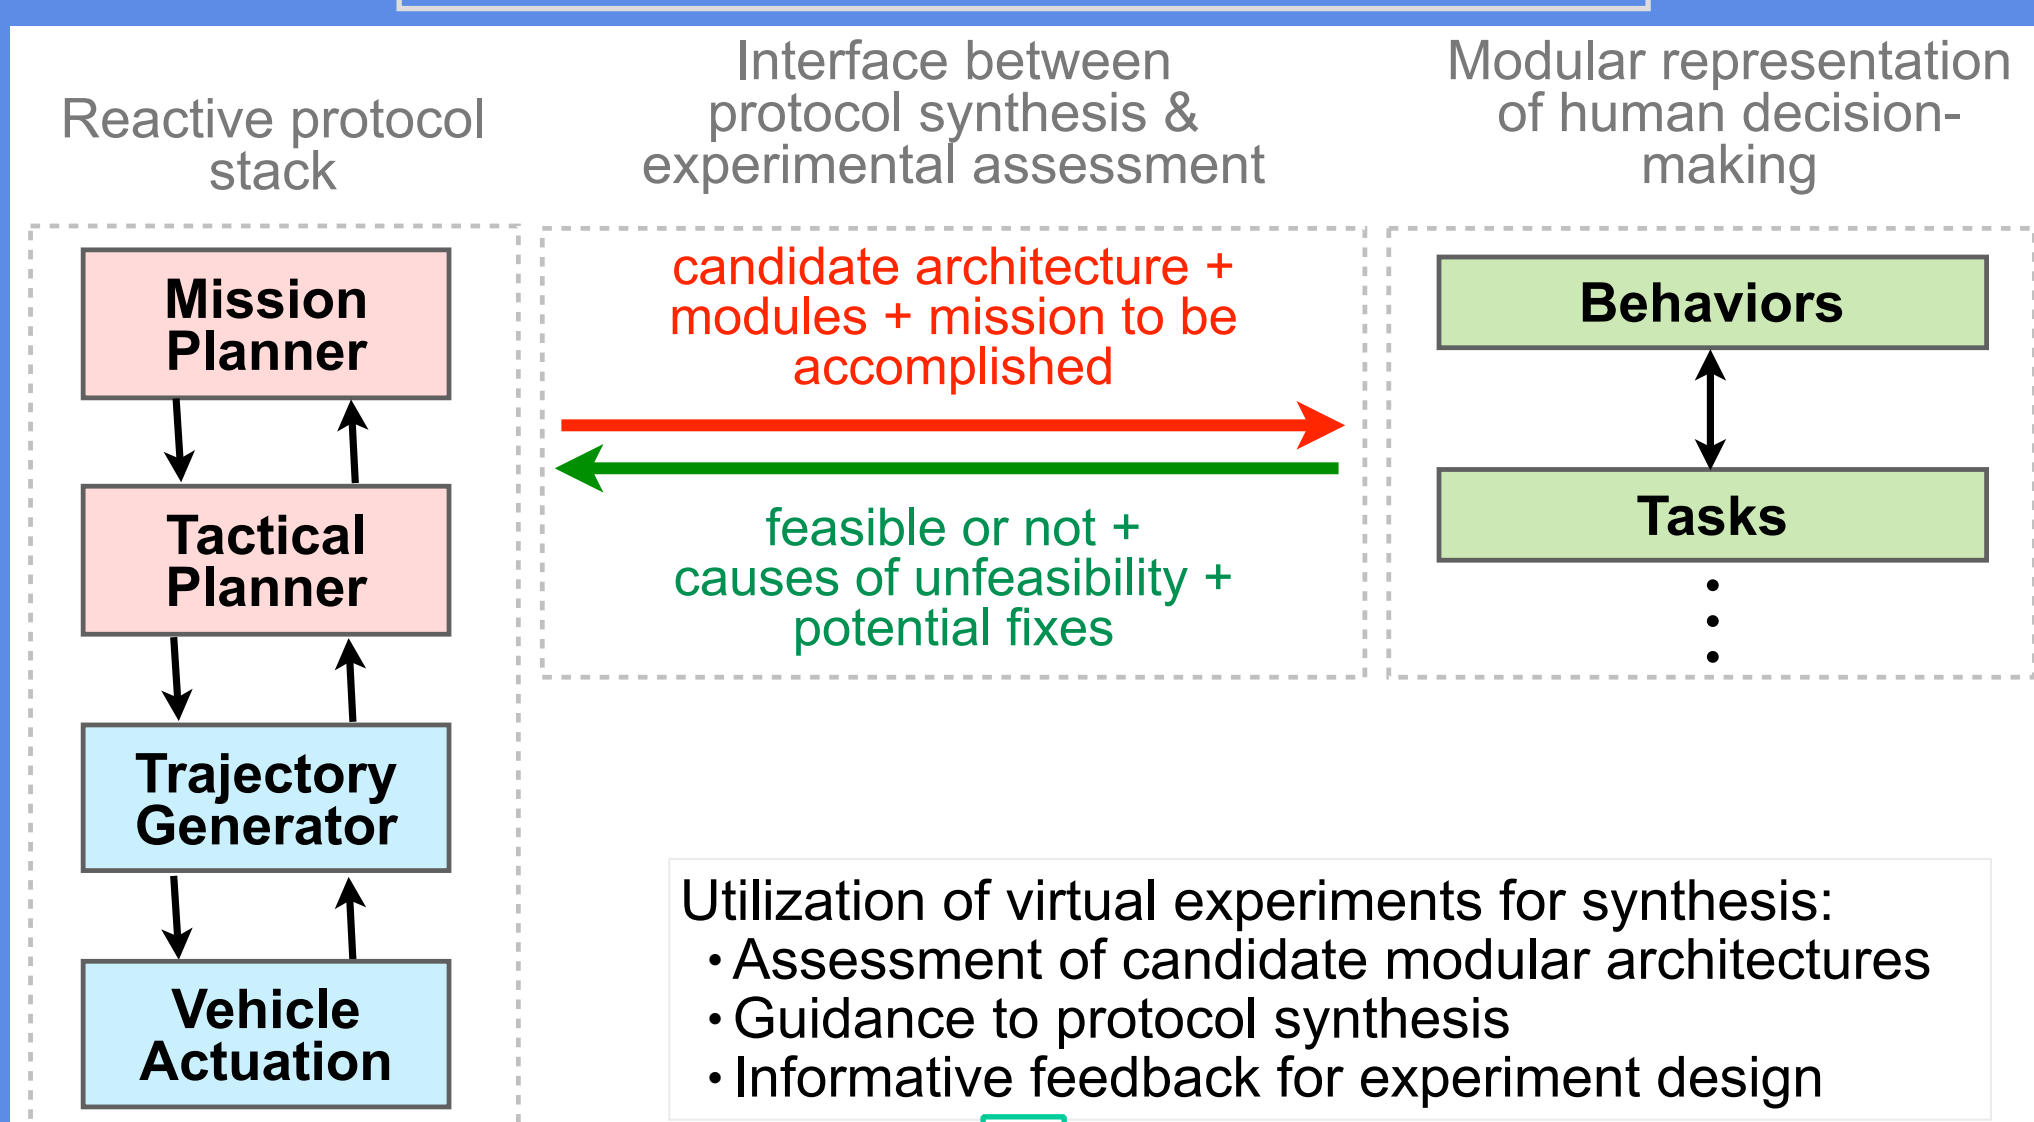 Reactive protocol
stack
Interface between
protocol synthesis &
experimental assessment
Modular representation
of human decision-
making
Mission
Planner
Tactical
Planner
Trajectory
Generator
Vehicle
Actuation
candidate architecture +
modules + mission to be
accomplished
feasible or not +
causes of unfeasibility +
potential fixes
Behaviors
Tasks
Utilization of virtual experiments for synthesis:
• Assessment of candidate modular architectures
• Guidance to protocol synthesis
• Informative feedback for experiment design